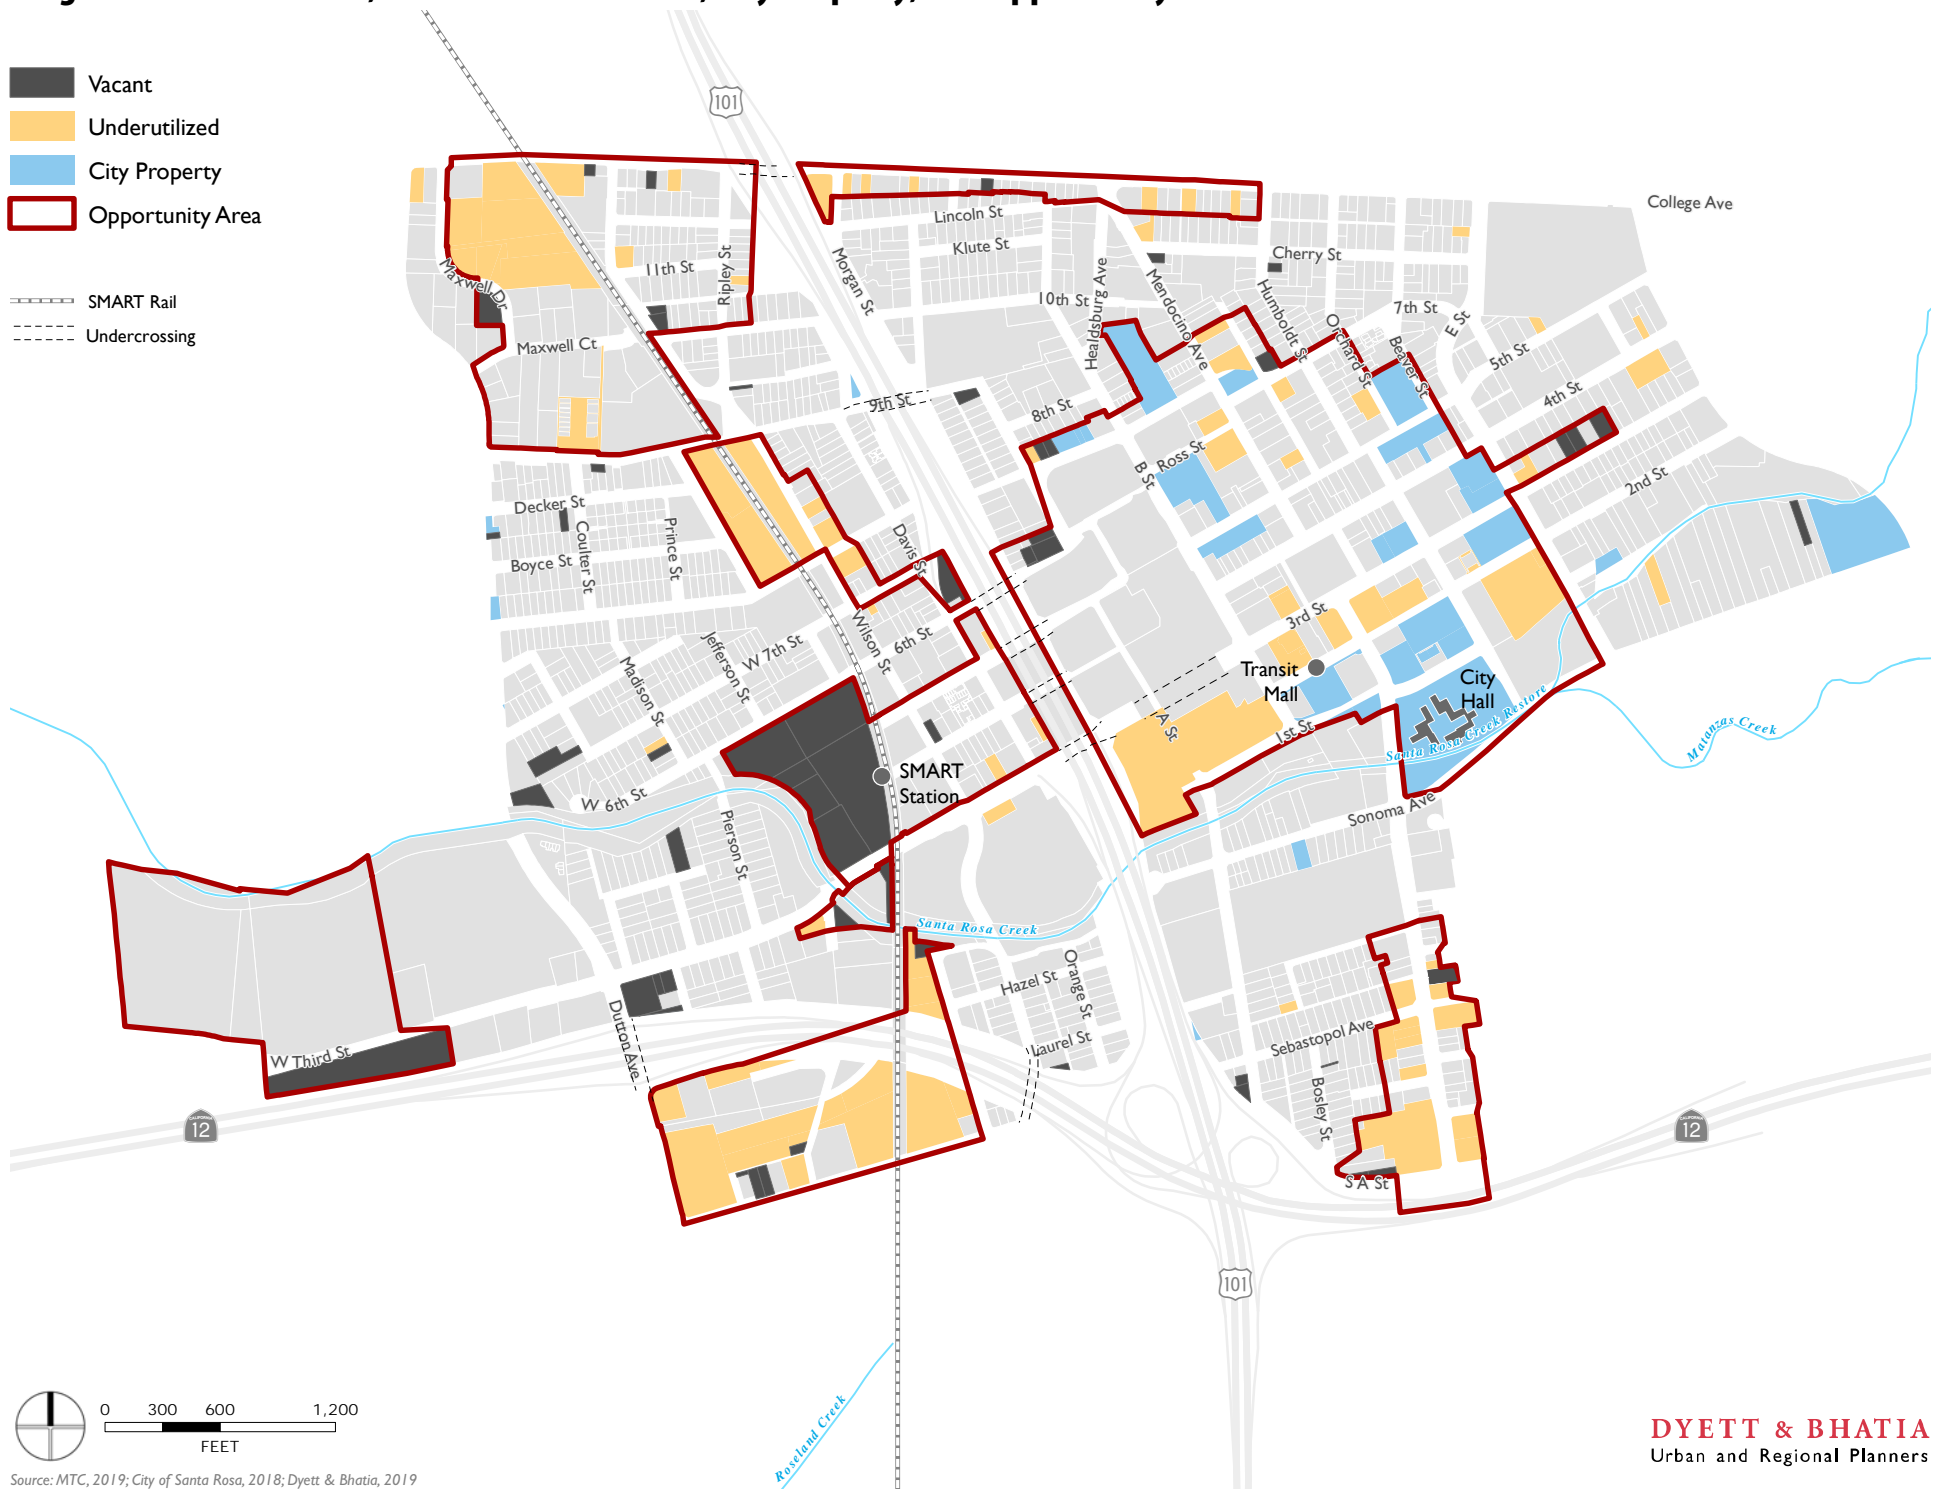 Vacant
Underutilized
City Property
Opportunity Area
SMART Rail
Undercrossing
101
College Ave
Lincoln St
Klute St
Cherry St
11th St
Ripley St
Morgan St
Maxwell Dr
10th St
Healdsburg Ave
Mendocino Ave
Humboldt St
7th St
E St
Orchard St
Beaver St
5th St
Maxwell Ct
9th St
8th St
4th St
B St
Ross St
2nd St
Decker St
Coulter St
Prince St
Boyce St
Davis St
3rd St
Wilson St
6th St
W 7th St
Jefferson St
Madison St
Transit
Mall
City
Hall
A St
1st St
Santa Rosa Creek Restore
Matanzas Creek
SMART
Station
W 6th St
Pierson St
Sonoma Ave
Santa Rosa Creek
Hazel St
Orange St
Laurel St
Sebastopol Ave
Bosley St
S A St
Dutton Ave
W Third St
CALIFORNIA
12
CALIFORNIA
12
101
Roseland Creek
0 300 600 1,200
FEET
Source: MTC, 2019; City of Santa Rosa, 2018; Dyett & Bhatia, 2019
DYETT & BHATIA
Urban and Regional Planners